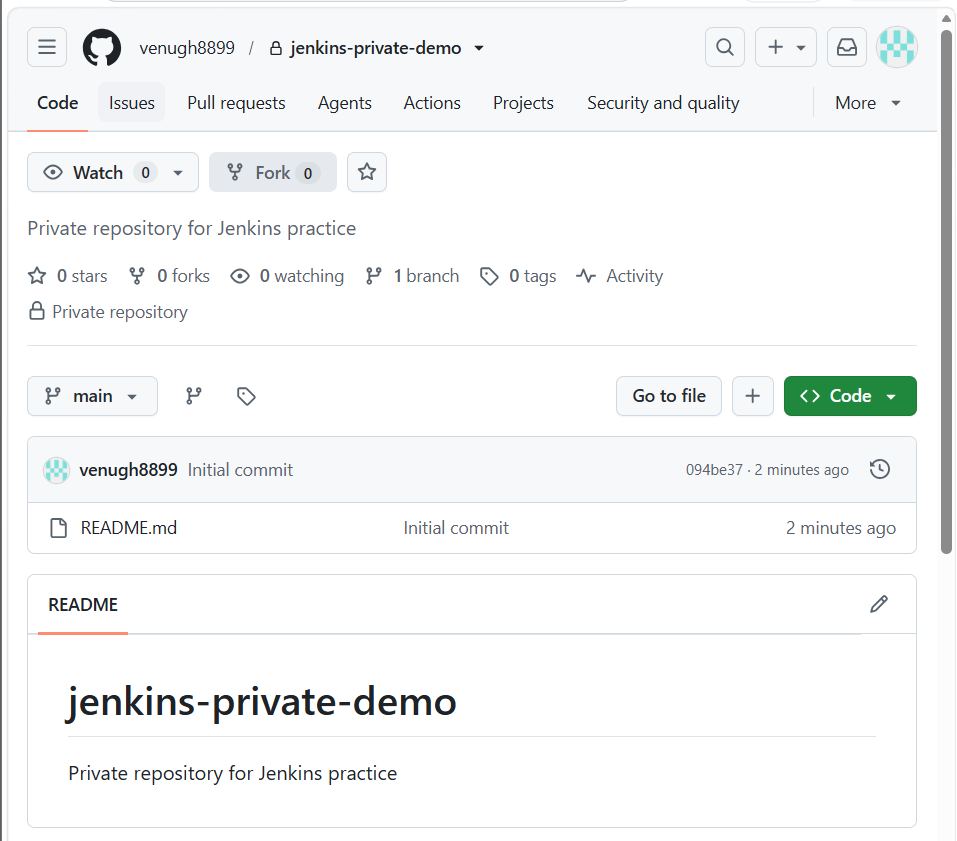 venugh8899 / jenkins-private-demo
Code Issues Pull requests Agents Actions Projects Security and quality More
Watch 0 Fork 0
Private repository for Jenkins practice
0 stars 0 forks 0 watching 1 branch 0 tags Activity
Private repository
main Go to file Code
venugh8899 Initial commit 094be37 · 2 minutes ago
README.md Initial commit 2 minutes ago
README
jenkins-private-demo
Private repository for Jenkins practice